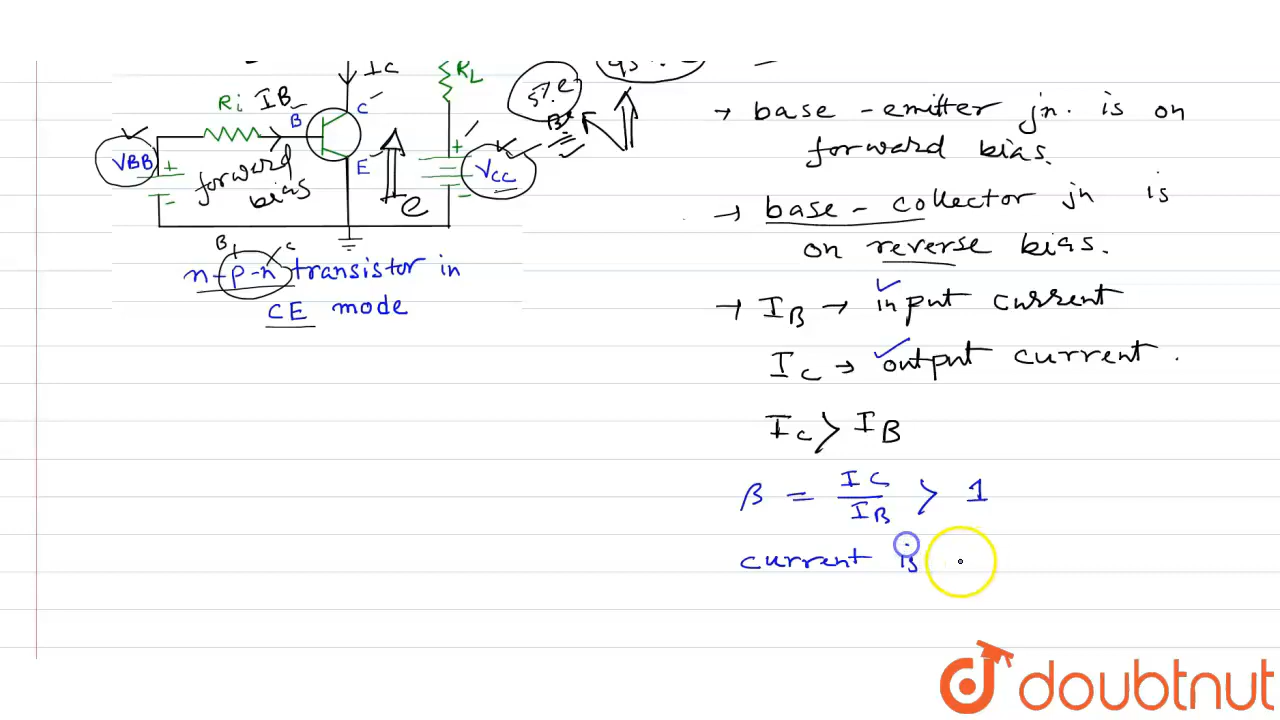 IC
RL
Ri IB
B
C
E
VBB
+
-
forward
bias
5% e
VCC
+
-
e
B
C
n-p-n transistor in
CE mode
→ base - emitter jn. is on
forward bias.
→ base - collector jn is
on reverse bias.
→ IB → input current
IC → output current.
IC > IB
β = IC/IB > 1
current is
doubtnut